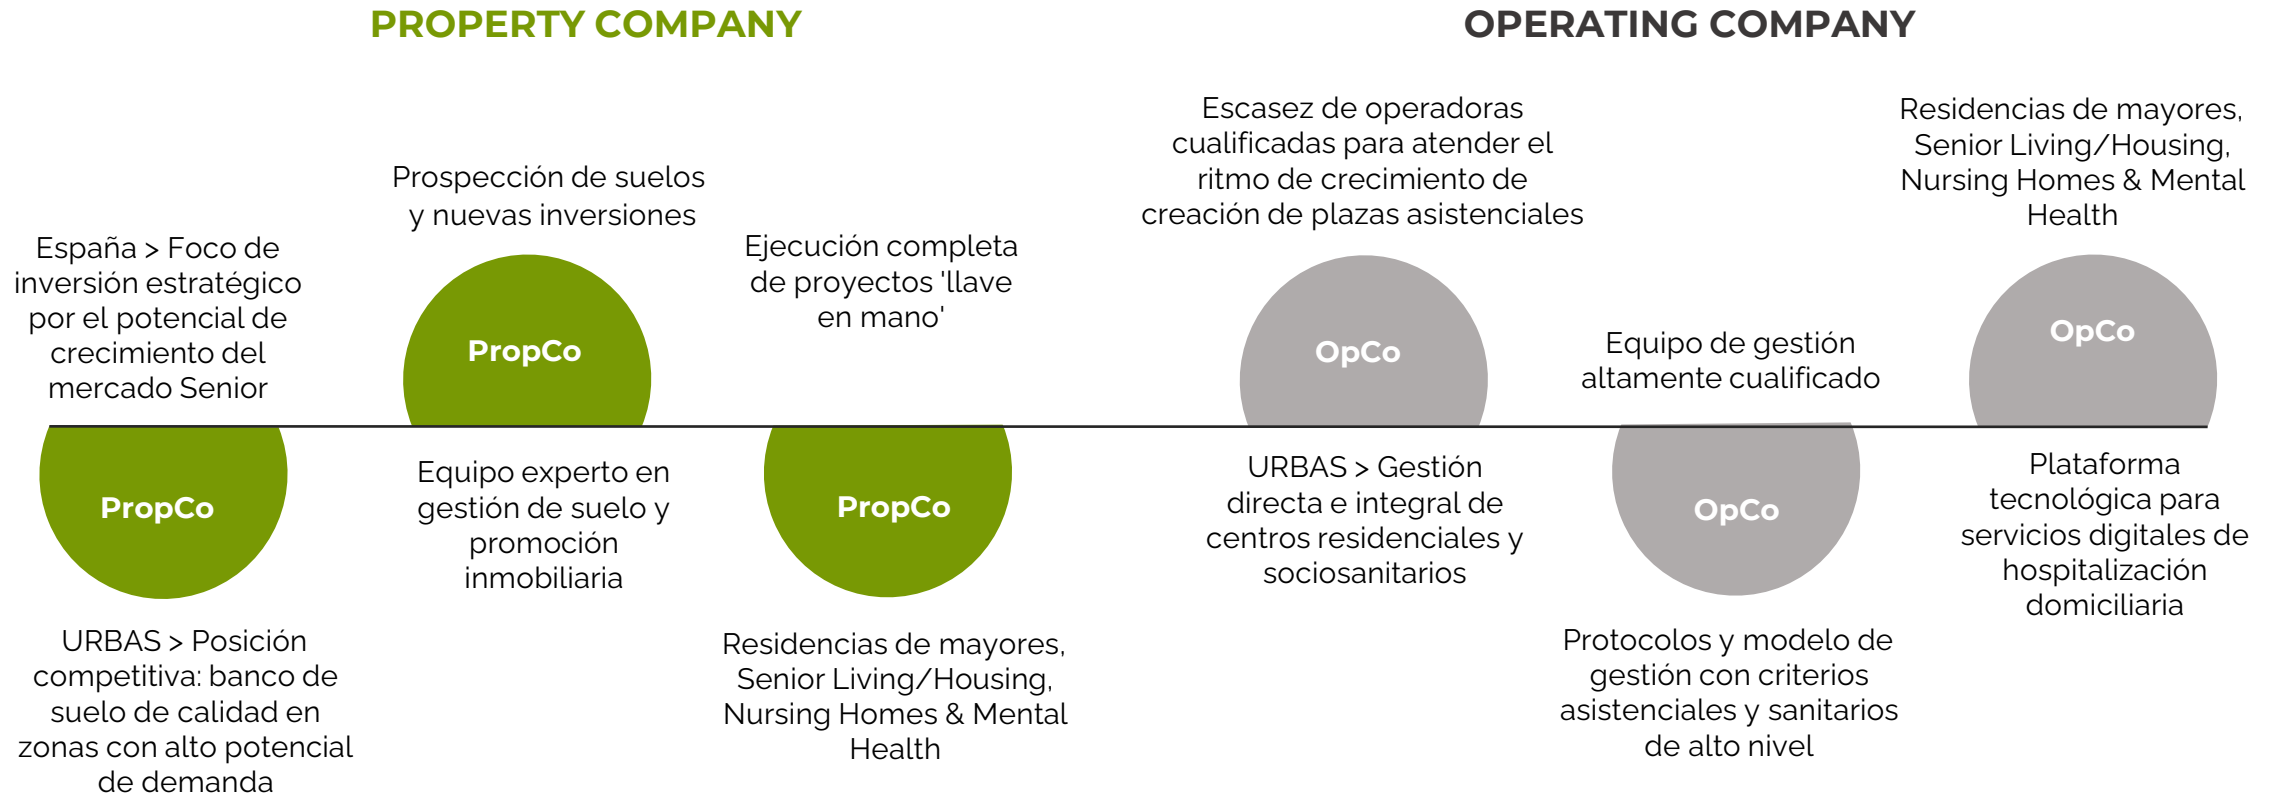 PROPERTY COMPANY
España > Foco de
inversión estratégico
por el potencial de
crecimiento del
mercado Senior
PropCo
URBAS > Posición
competitiva: banco de
suelo de calidad en
zonas con alto potencial
de demanda
Prospección de suelos
y nuevas inversiones
PropCo
Equipo experto en
gestión de suelo y
promoción
inmobiliaria
Ejecución completa
de proyectos 'llave
en mano'
PropCo
Residencias de mayores,
Senior Living/Housing,
Nursing Homes & Mental
Health
OPERATING COMPANY
Escasez de operadoras
cualificadas para atender el
ritmo de crecimiento de
creación de plazas asistenciales
OpCo
URBAS > Gestión
directa e integral de
centros residenciales y
sociosanitarios
Equipo de gestión
altamente cualificado
OpCo
Protocolos y modelo de
gestión con criterios
asistenciales y sanitarios
de alto nivel
Residencias de mayores,
Senior Living/Housing,
Nursing Homes & Mental
Health
OpCo
Plataforma
tecnológica para
servicios digitales de
hospitalización
domiciliaria